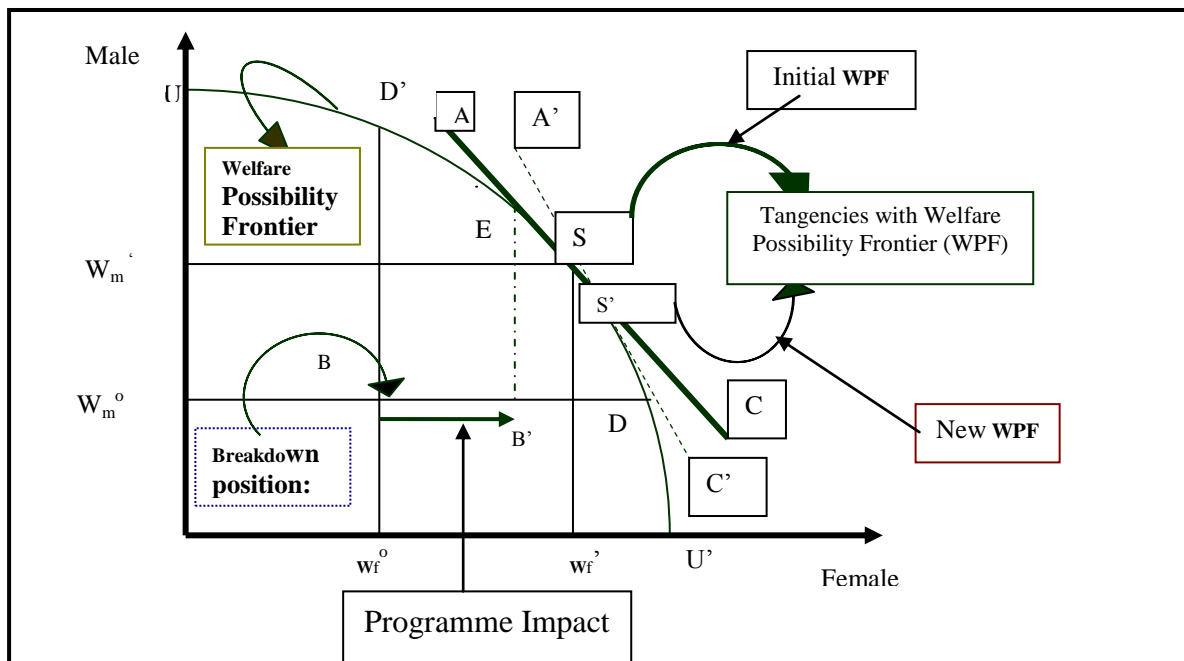 Male
U
D’
A
A’
Initial WPF
Welfare
Possibility
Frontier
E
S
Tangencies with Welfare
Possibility Frontier (WPF)
Wm ‘
S’
B
Wm o
C
D
B’
New WPF
Breakdown
position:
C’
wf o
wf ’
U’
Female
Programme Impact